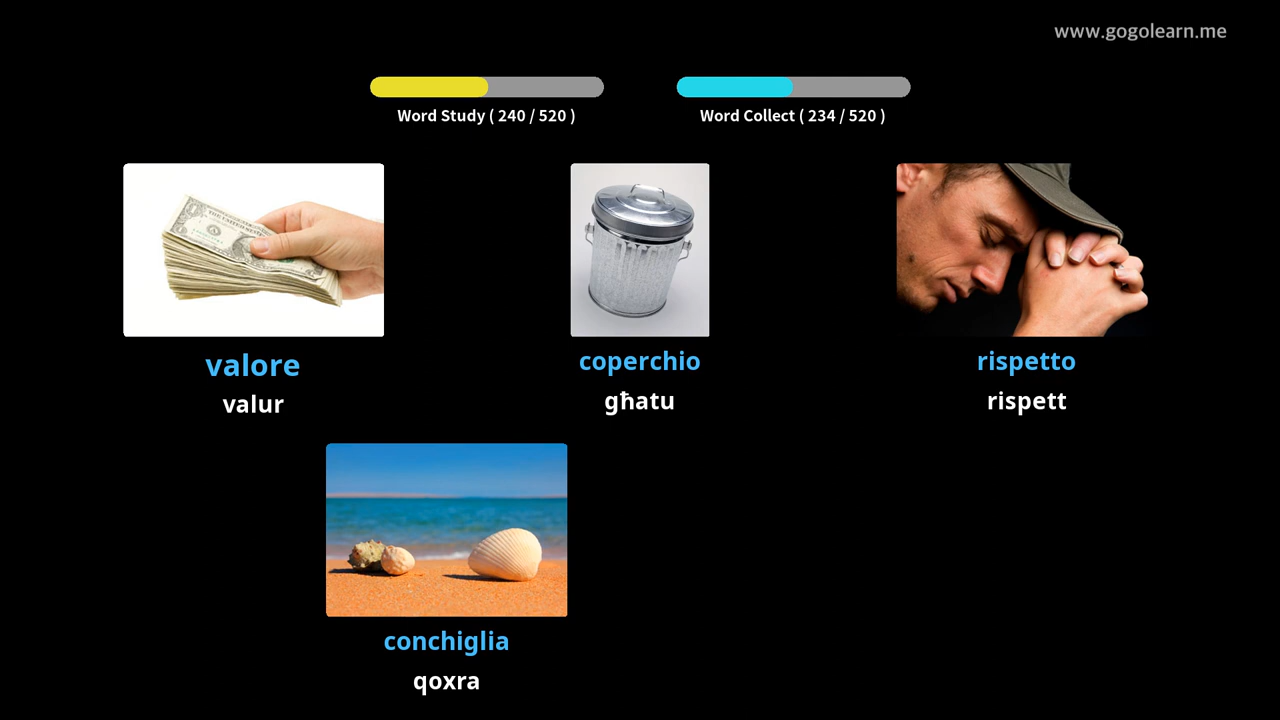 www.gogolearn.me
Word Study ( 240 / 520 )
Word Collect ( 234 / 520 )
valore
valur
coperchio
għatu
rispetto
rispett
conchiglia
qoxra